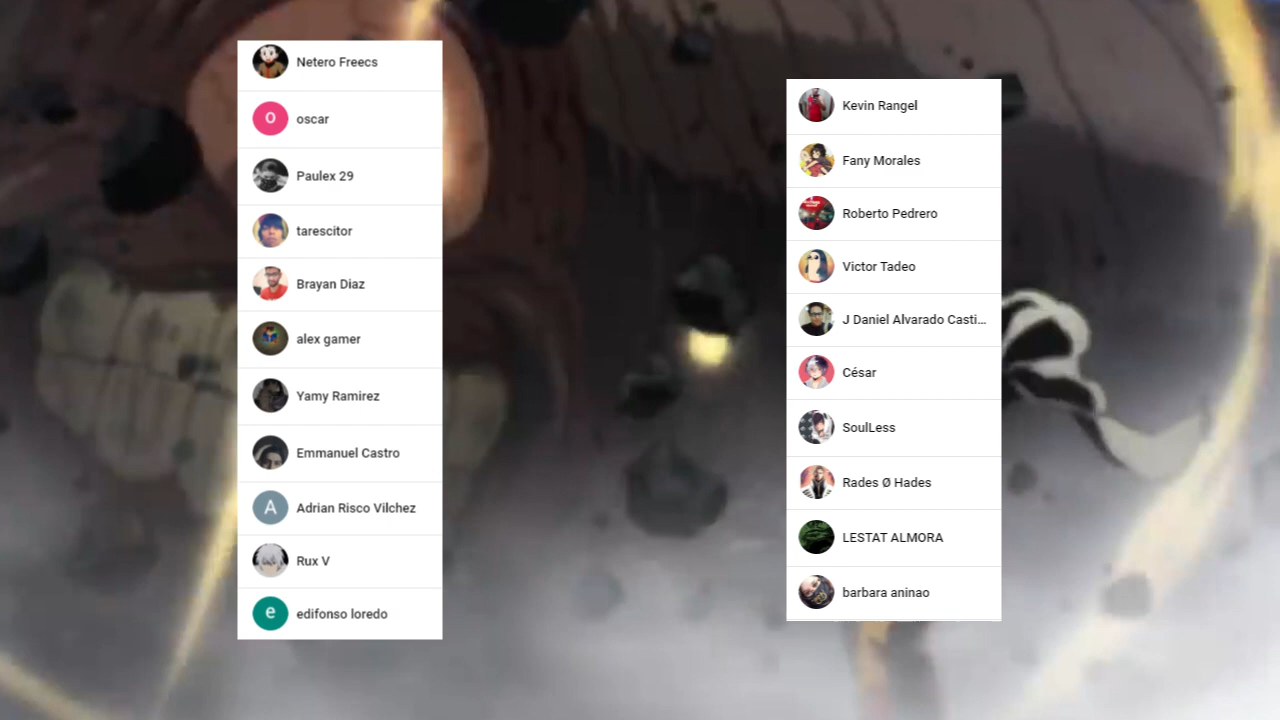 Netero Freecs
o
oscar
Paulex 29
tarescitor
Brayan Diaz
alex gamer
Yamy Ramirez
Emmanuel Castro
A
Adrian Risco Vilchez
Rux V
e
edifonso loredo
Kevin Rangel
Fany Morales
Roberto Pedrero
Victor Tadeo
J Daniel Alvarado Casti...
César
SoulLess
Rades Ø Hades
LESTAT ALMORA
barbara aninao